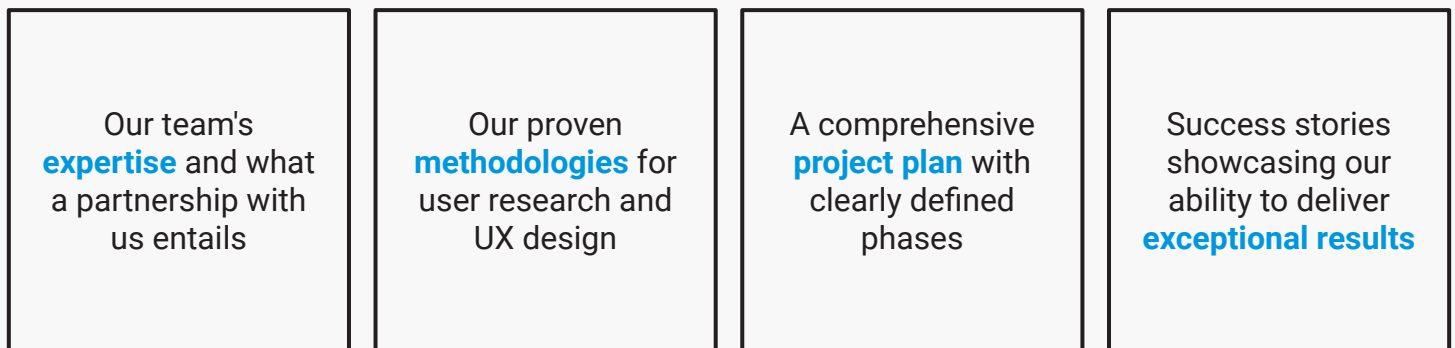 Our team's
expertise and what
a partnership with
us entails
Our proven
methodologies for
user research and
UX design
A comprehensive
project plan with
clearly defined
phases
Success stories
showcasing our
ability to deliver
exceptional results